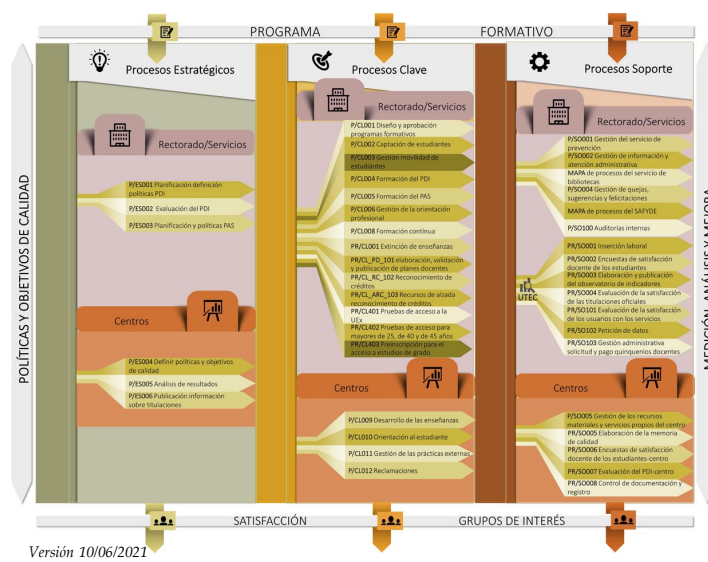 PROGRAMA
FORMATIVO
POLÍTICAS Y OBJETIVOS DE CALIDAD
Procesos Estratégicos
Rectorado/Servicios
P/ES001 Planificación definición
políticas PDI
P/ES002 Evaluación del PDI
P/ES003 Planificación y políticas PAS
Centros
P/ES004 Definir políticas y objetivos
de calidad
P/ES005 Análisis de resultados
P/ES006 Publicación información
sobre titulaciones
Procesos Clave
Rectorado/Servicios
P/CL001 Diseño y aprobación
programas formativos
P/CL002 Captación de estudiantes
P/CL003 Gestión movilidad de
estudiantes
P/CL004 Formación del PDI
P/CL005 Formación del PAS
P/CL006 Gestión de la orientación
profesional
P/CL008 Formación contínua
PR/CL001 Extinción de enseñanzas
PR/CL_PD_101 elaboración, validación
y publicación de planes docentes
PR/CL_RC_102 Reconocimiento de
créditos
PR/CL_ARC_103 Recursos de alzada
reconocimiento de créditos
PR/CL401 Pruebas de acceso a la
UEx
PR/CL402 Pruebas de acceso para
mayores de 25, de 40 y de 45 años
PR/CL403 Preinscripción para el
acceso a estudios de grado
Centros
P/CL009 Desarrollo de las enseñanzas
P/CL010 Orientación al estudiante
P/CL011 Gestión de las prácticas externas
P/CL012 Reclamaciones
Procesos Soporte
Rectorado/Servicios
P/SO001 Gestión del servicio de
prevención
P/SO002 Gestión de información y
atención administrativa
MAPA de procesos del servicio de
bibliotecas
P/SO004 Gestión de quejas,
sugerencias y felicitaciones
MAPA de procesos del SAFYDE
P/SO100 Auditorías internas
UTEC
PR/SO001 Inserción laboral
PR/SO002 Encuestas de satisfacción
docente de los estudiantes
PR/SO003 Elaboración y publicación
del observatorio de indicadores
PR/SO004 Evaluación de la satisfacción
de las titulaciones oficiales
PR/SO101 Evaluación de la satisfacción
de los usuarios con los servicios
PR/SO102 Petición de datos
PR/SO103 Gestión administrativa
solicitud y pago quinquenios docentes
Centros
P/SO005 Gestión de los recursos
materiales y servicios propios del centro
PR/SO005 Elaboración de la memoria
de calidad
PR/SO006 Encuestas de satisfacción
docente de los estudiantes-centro
PR/SO007 Evaluación del PDI-centro
PR/SO008 Control de documentación y
registro
MEDICIÓN, ANÁLISIS Y MEJORA
SATISFACCIÓN
GRUPOS DE INTERÉS
Versión 10/06/2021